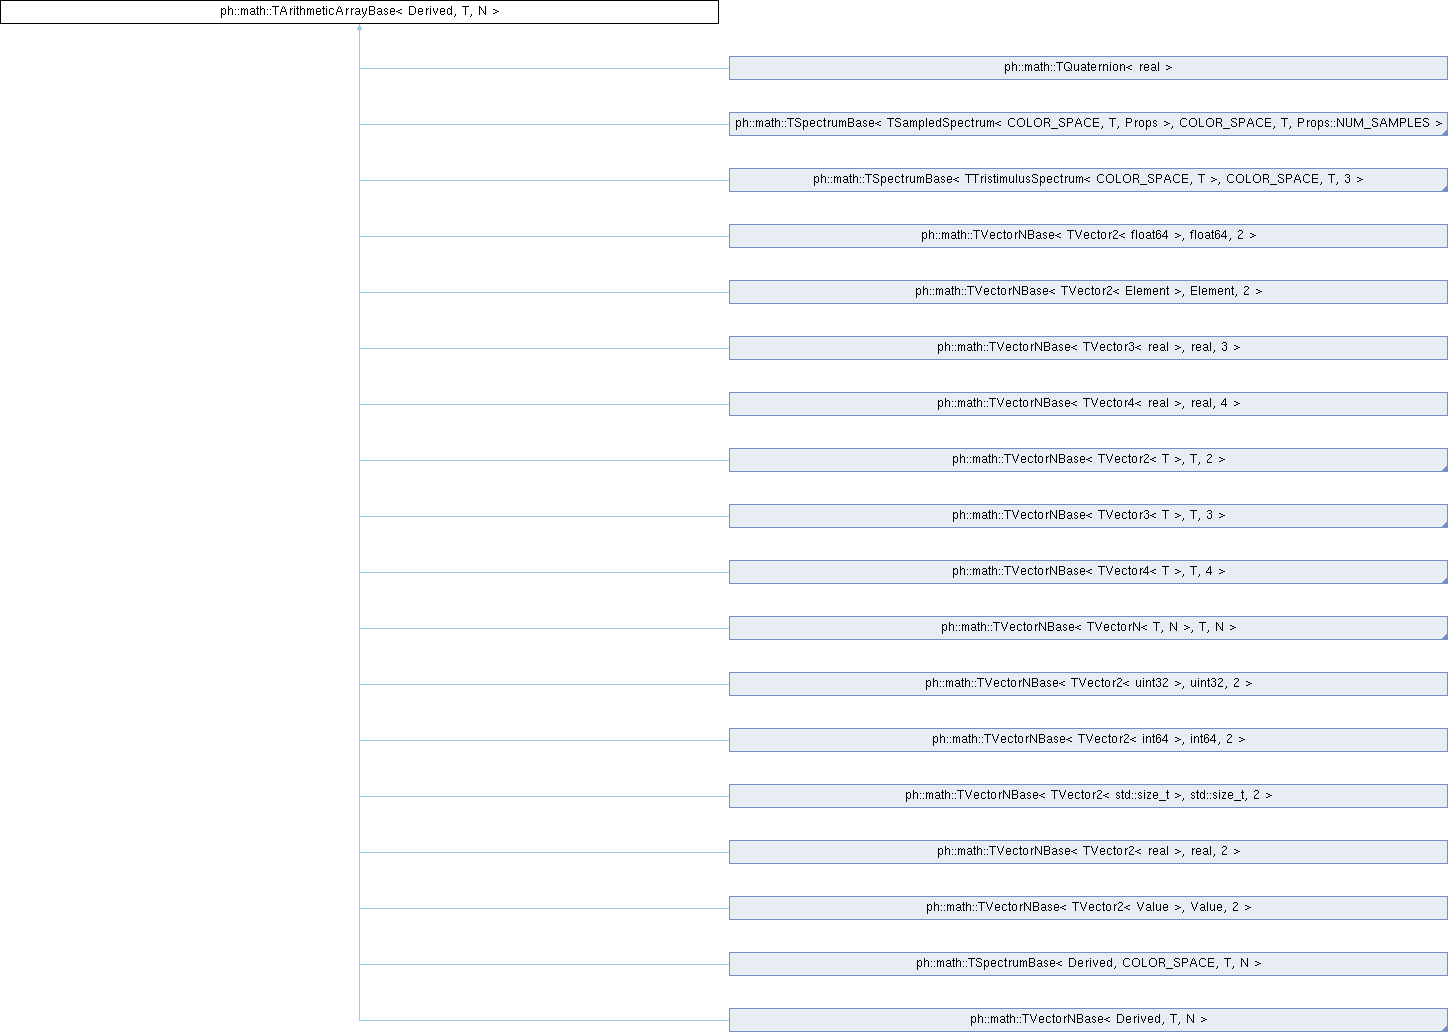 ph::math::TArithmeticArrayBase< Derived, T, N >
ph::math::TQuaternion< real >
ph::math::TSpectrumBase< TSampledSpectrum< COLOR_SPACE, T, Props >, COLOR_SPACE, T, Props::NUM_SAMPLES >
ph::math::TSpectrumBase< TTristimulusSpectrum< COLOR_SPACE, T >, COLOR_SPACE, T, 3 >
ph::math::TVectorNBase< TVector2< float64 >, float64, 2 >
ph::math::TVectorNBase< TVector2< Element >, Element, 2 >
ph::math::TVectorNBase< TVector3< real >, real, 3 >
ph::math::TVectorNBase< TVector4< real >, real, 4 >
ph::math::TVectorNBase< TVector2< T >, T, 2 >
ph::math::TVectorNBase< TVector3< T >, T, 3 >
ph::math::TVectorNBase< TVector4< T >, T, 4 >
ph::math::TVectorNBase< TVectorN< T, N >, T, N >
ph::math::TVectorNBase< TVector2< uint32 >, uint32, 2 >
ph::math::TVectorNBase< TVector2< int64 >, int64, 2 >
ph::math::TVectorNBase< TVector2< std::size_t >, std::size_t, 2 >
ph::math::TVectorNBase< TVector2< real >, real, 2 >
ph::math::TVectorNBase< TVector2< Value >, Value, 2 >
ph::math::TSpectrumBase< Derived, COLOR_SPACE, T, N >
ph::math::TVectorNBase< Derived, T, N >